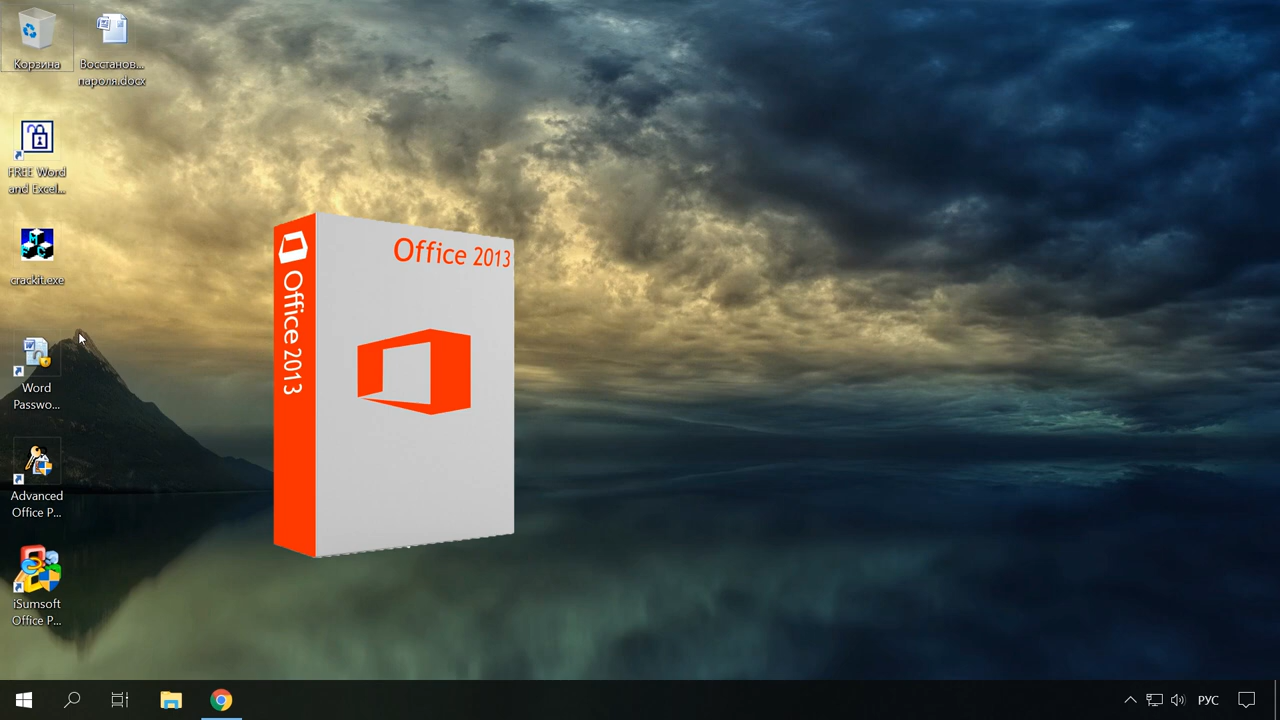 Корзина
Восстанов...
пароля.docx
FREE Word
and Excel...
crackit.exe
Word
Passwo...
Advanced
Office P...
iSumsoft
Office P...
Office 2013
Office 2013
РУС